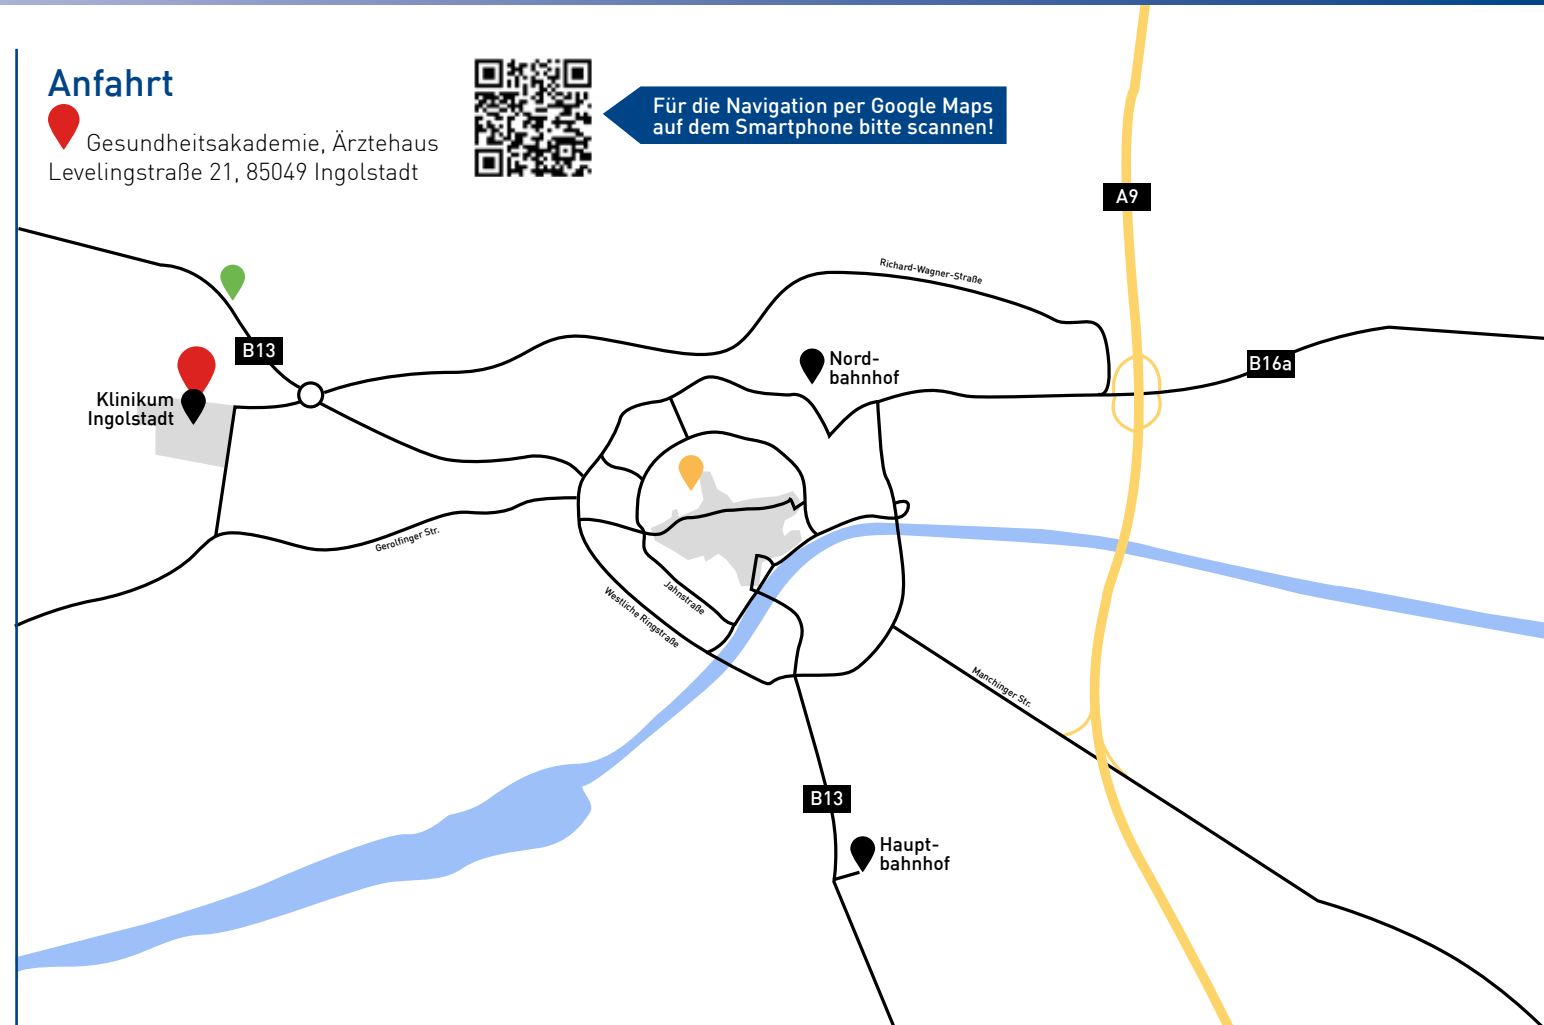 Anfahrt
Gesundheitsakademie, Ärztehaus
Levelingstraße 21, 85049 Ingolstadt
Für die Navigation per Google Maps
auf dem Smartphone bitte scannen!
A9
Richard-Wagner-Straße
B13
Nord-
bahnhof
B16a
Klinikum
Ingolstadt
Gerolfinger Str.
Jahnstraße
Westliche Ringstraße
Manchinger Str.
B13
Haupt-
bahnhof